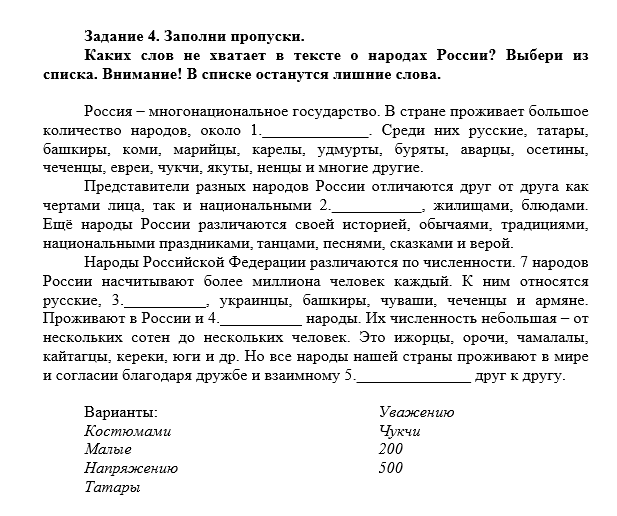 Задание 4. Заполни пропуски.
Каких слов не хватает в тексте о народах России? Выбери из
списка. Внимание! В списке останутся лишние слова.
Россия – многонациональное государство. В стране проживает большое
количество народов, около 1.______________. Среди них русские, татары,
башкиры, коми, марийцы, карелы, удмурты, буряты, аварцы, осетины,
чеченцы, евреи, чукчи, якуты, ненцы и многие другие.
Представители разных народов России отличаются друг от друга как
чертами лица, так и национальными 2.____________, жилищами, блюдами.
Ещё народы России различаются своей историей, обычаями, традициями,
национальными праздниками, танцами, песнями, сказками и верой.
Народы Российской Федерации различаются по численности. 7 народов
России насчитывают более миллиона человек каждый. К ним относятся
русские, 3.___________, украинцы, башкиры, чуваши, чеченцы и армяне.
Проживают в России и 4.___________ народы. Их численность небольшая – от
нескольких сотен до нескольких человек. Это ижорцы, орочи, чамалалы,
кайтагцы, кереки, юги и др. Но все народы нашей страны проживают в мире
и согласии благодаря дружбе и взаимному 5._______________ друг к другу.
Варианты:
Костюмами
Малые
Напряжению
Татары
Уважению
Чукчи
200
500